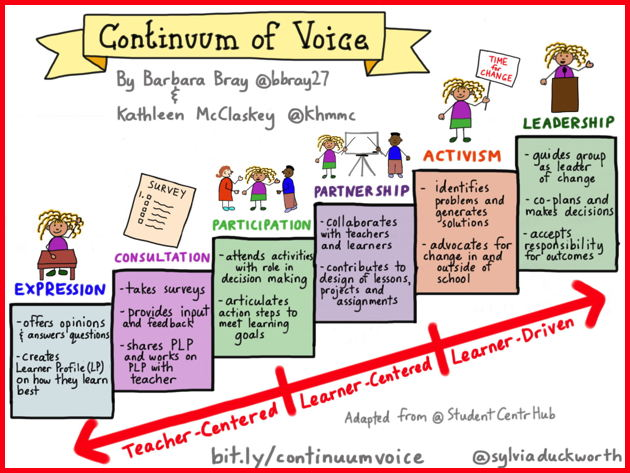 Continuum of Voice
By Barbara Bray @bbray27
&
Kathleen McClaskey @khmmc
TIME
for
CHANGE
LEADERSHIP
- guides group
as leader
of change
- co-plans and
makes decisions
- accepts
responsibility
for outcomes
ACTIVISM
- identifies
problems and
generates
solutions
- advocates for
change in and
outside of
school
PARTNERSHIP
- collaborates
with teachers
and learners
- contributes to
design of lessons,
projects and
assignments
PARTICIPATION
- attends activities
with role in
decision making
- articulates
action steps to
meet learning
goals
SURVEY
CONSULTATION
- takes surveys
- provides input
and feedback
- shares PLP
and works on
PLP with
teacher
EXPRESSION
- offers opinions
& answers questions
- creates
Learner Profile (LP)
on how they learn
best
Teacher-Centered
Learner-Centered
Learner-Driven
Adapted from @StudentCentrHub
bit.ly/continuumvoice
@sylviaduckworth